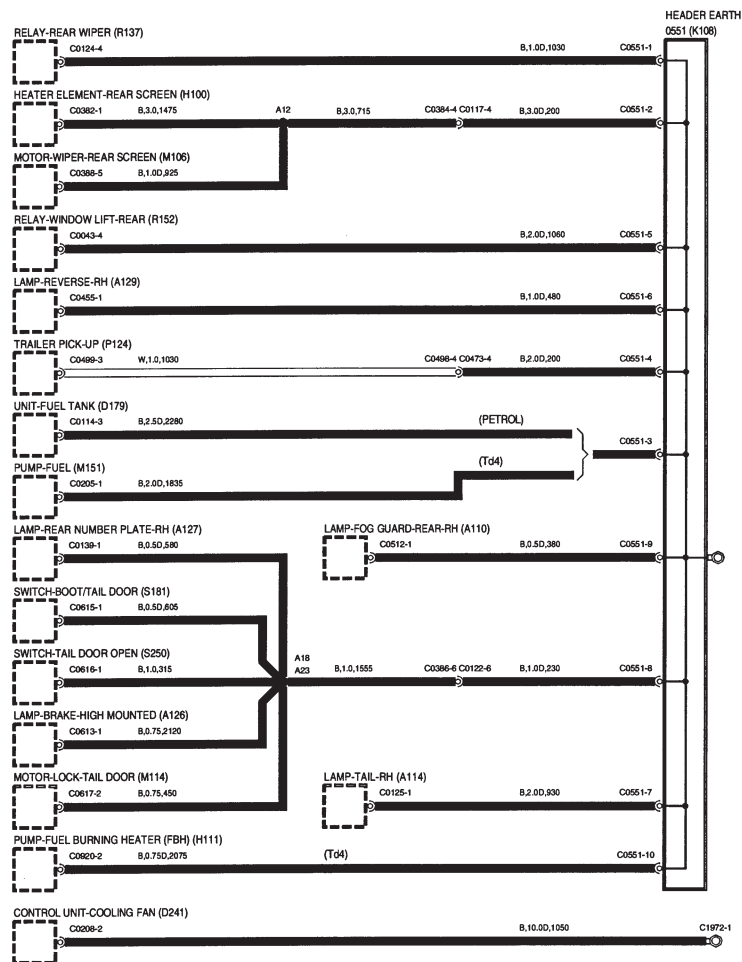 HEADER EARTH
0551 (K108)
RELAY-REAR WIPER (R137)
C0124-4 B,1.0D,1030 C0551-1
HEATER ELEMENT-REAR SCREEN (H100)
C0382-1 B,3.0,1475 A12 B,3.0,715 C0384-4 C0117-4 B,3.0D,200 C0551-2
MOTOR-WIPER-REAR SCREEN (M106)
C0388-5 B,1.0D,925
RELAY-WINDOW LIFT-REAR (R152)
C0043-4 B,2.0D,1060 C0551-5
LAMP-REVERSE-RH (A129)
C0455-1 B,1.0D,480 C0551-6
TRAILER PICK-UP (P124)
C0499-3 W,1.0,1030 C0498-4 C0473-4 B,2.0D,200 C0551-4
UNIT-FUEL TANK (D179)
C0114-3 B,2.5D,2280 (PETROL)
C0551-3
PUMP-FUEL (M151) (Td4)
C0205-1 B,2.0D,1835
LAMP-REAR NUMBER PLATE-RH (A127) LAMP-FOG GUARD-REAR-RH (A110)
C0139-1 B,0.5D,580 C0512-1 B,0.5D,380 C0551-9
SWITCH-BOOT/TAIL DOOR (S181)
C0615-1 B,0.5D,605
SWITCH-TAIL DOOR OPEN (S250) A18
C0616-1 B,1.0,315 A23 B,1.0,1555 C0386-6 C0122-6 B,1.0D,230 C0551-8
LAMP-BRAKE-HIGH MOUNTED (A126)
C0613-1 B,0.75,2120
MOTOR-LOCK-TAIL DOOR (M114) LAMP-TAIL-RH (A114)
C0617-2 B,0.75,450 C0125-1 B,2.0D,930 C0551-7
PUMP-FUEL BURNING HEATER (FBH) (H111)
C0920-2 B,0.75D,2075 (Td4) C0551-10
CONTROL UNIT-COOLING FAN (D241)
C0208-2 B,10.0D,1050 C1972-1